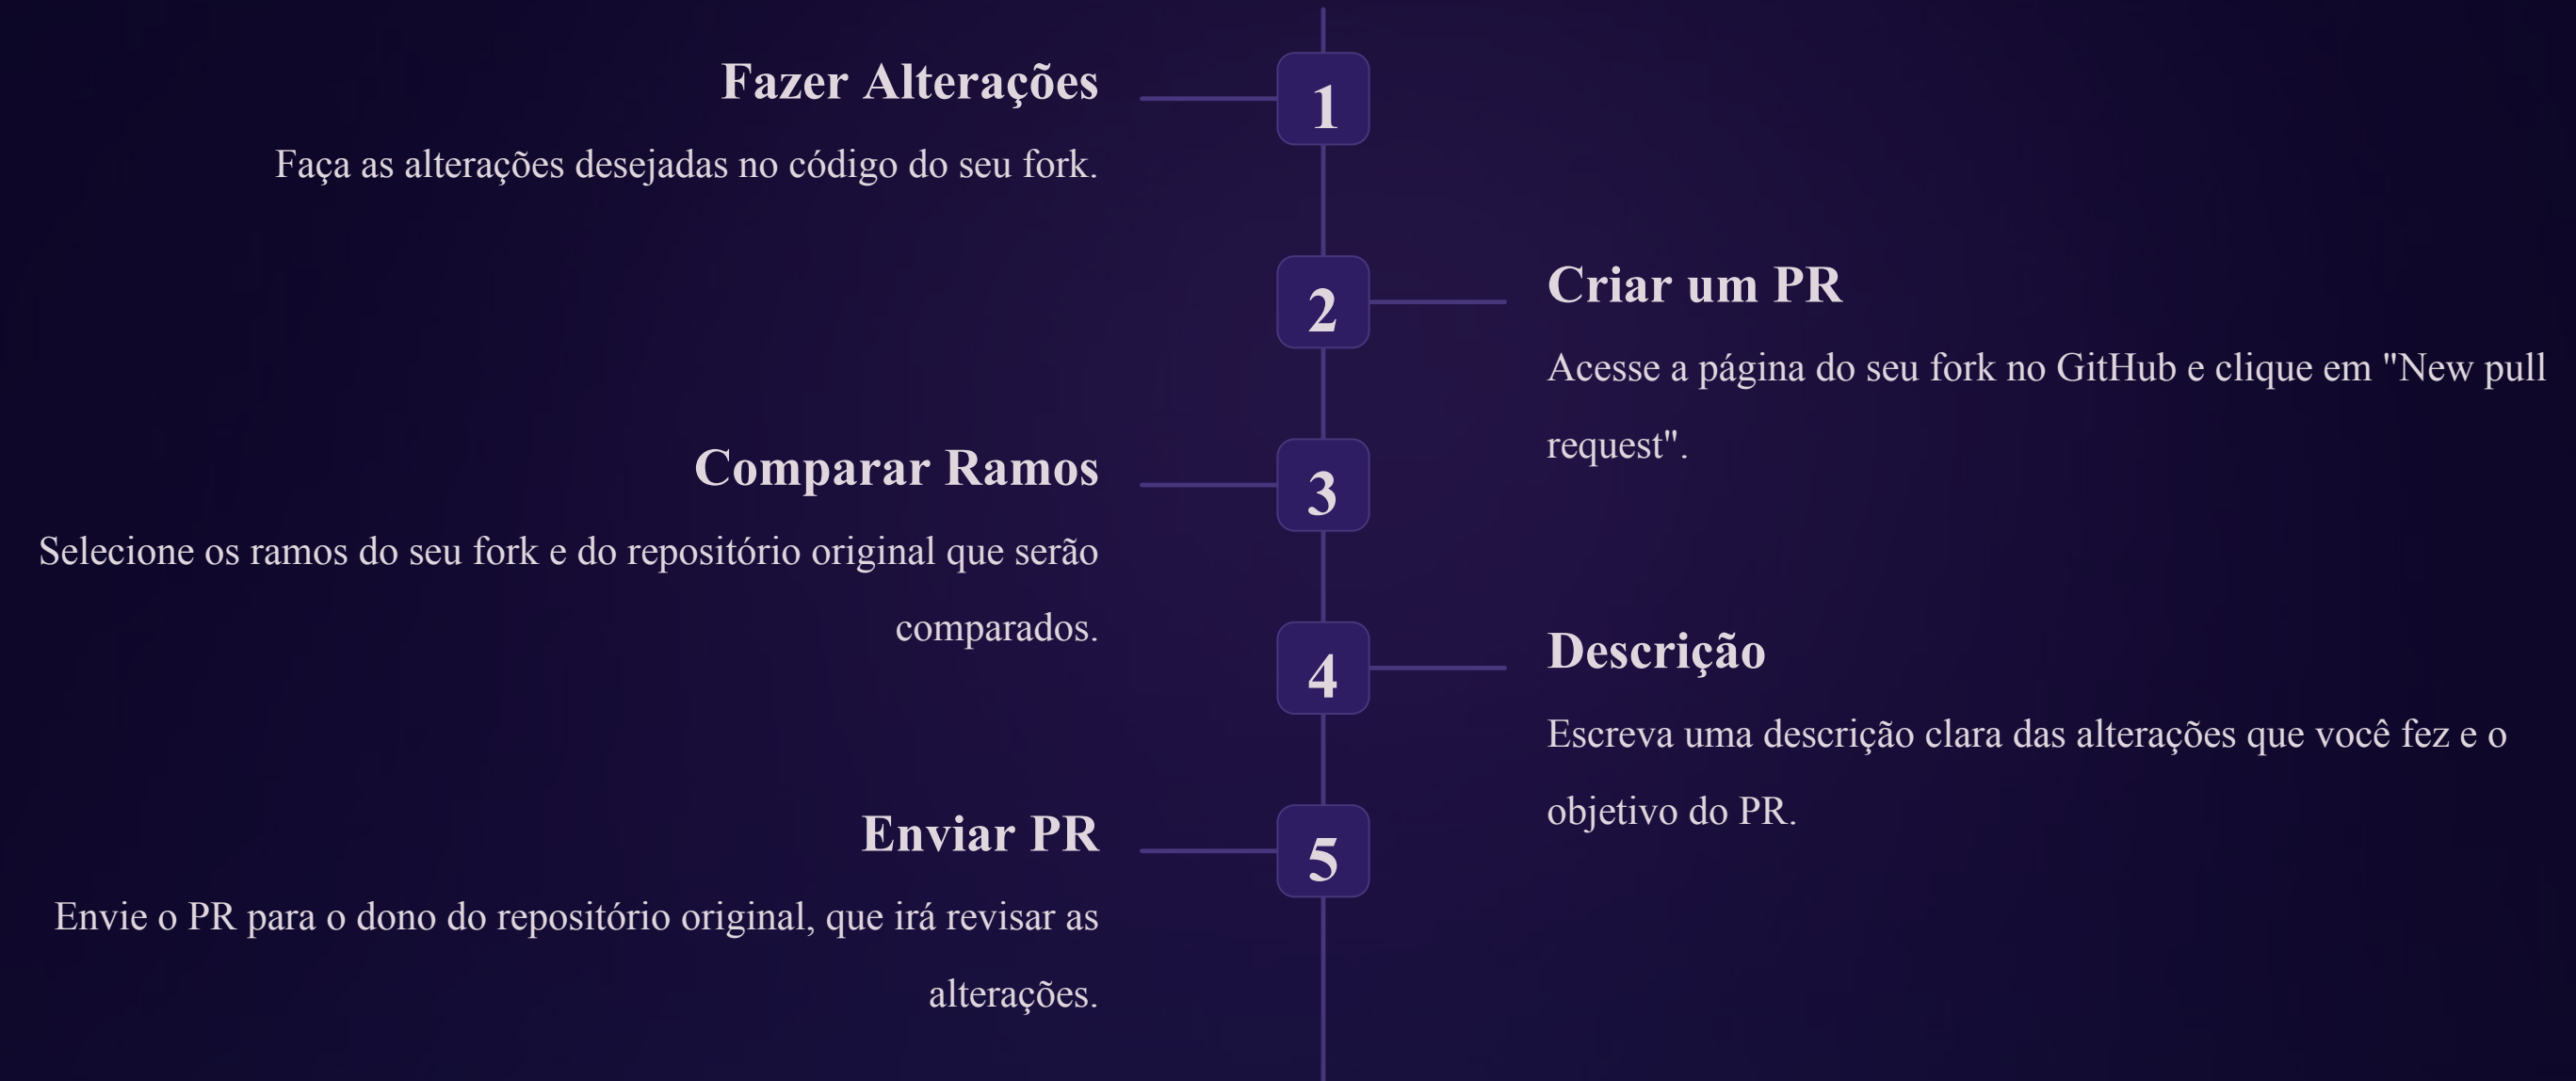 1
Fazer Alterações
Faça as alterações desejadas no código do seu fork.
2
Criar um PR
Acesse a página do seu fork no GitHub e clique em "New pull
request".
3
Comparar Ramos
Selecione os ramos do seu fork e do repositório original que serão
comparados.
4
Descrição
Escreva uma descrição clara das alterações que você fez e o
objetivo do PR.
5
Enviar PR
Envie o PR para o dono do repositório original, que irá revisar as
alterações.